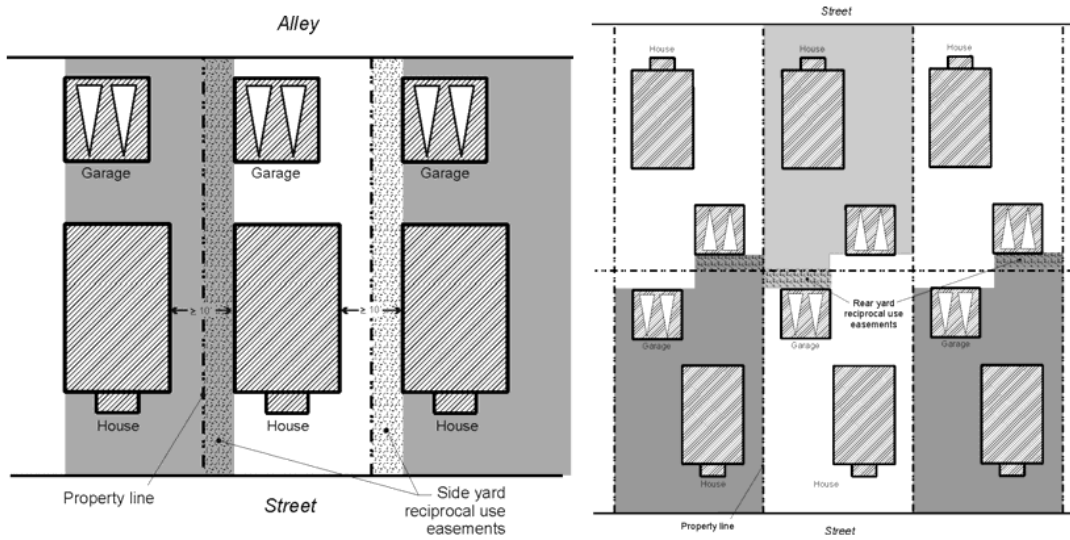 Alley
Garage
Garage
Garage
≥ 10'
≥ 10'
House
House
House
Property line
Side yard
reciprocal use
easements
Street
Street
House
House
House
Rear yard
reciprocal use
easements
Garage
Garage
Garage
House
House
House
Property line
Street